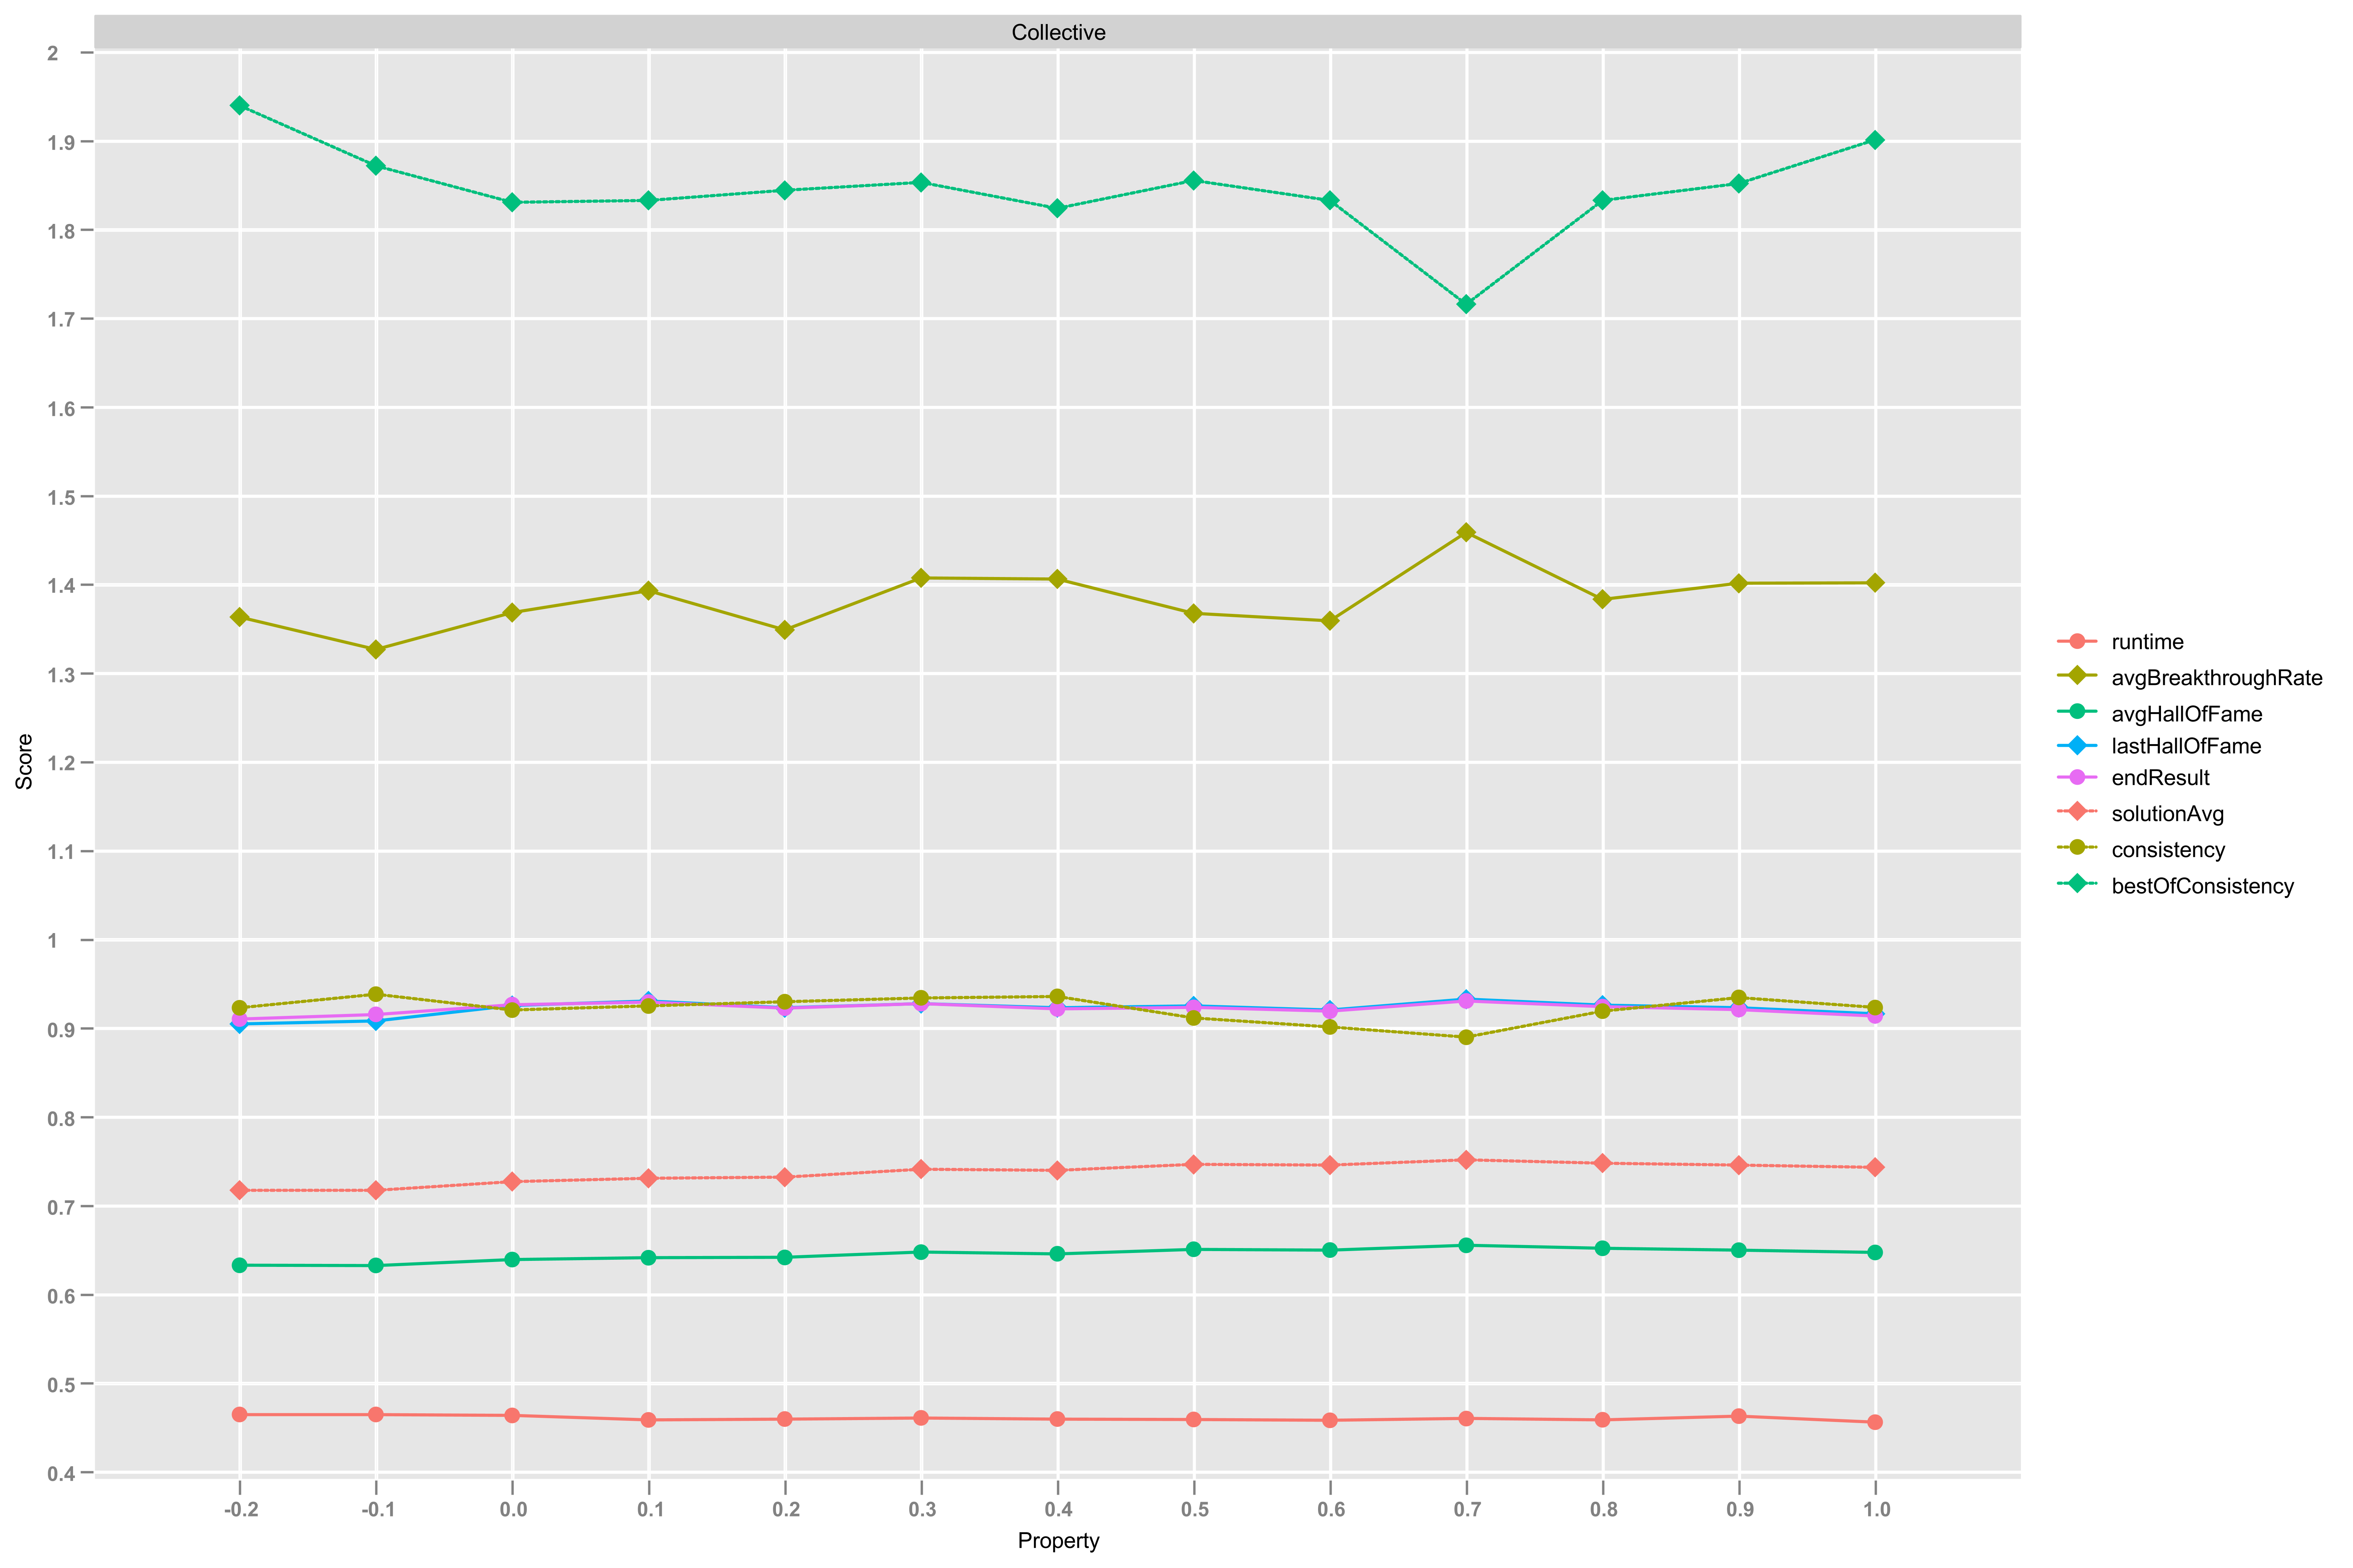 Collective
2
1.9
1.8
1.7
1.6
1.5
1.4
1.3
1.2
1.1
1
0.9
0.8
0.7
0.6
0.5
0.4
Score
-0.2 -0.1 0.0 0.1 0.2 0.3 0.4 0.5 0.6 0.7 0.8 0.9 1.0
Property
runtime
avgBreakthroughRate
avgHallOfFame
lastHallOfFame
endResult
solutionAvg
consistency
bestOfConsistency